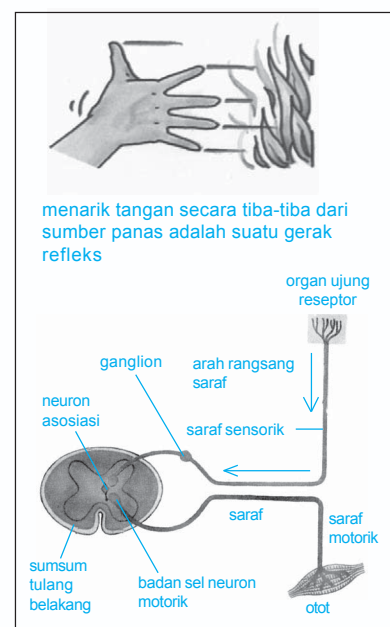 menarik tangan secara tiba-tiba dari
sumber panas adalah suatu gerak
refleks
organ ujung
reseptor
ganglion
arah rangsang
saraf
neuron
asosiasi
saraf sensorik
saraf
saraf
motorik
sumsum
tulang
belakang
badan sel neuron
motorik
otot